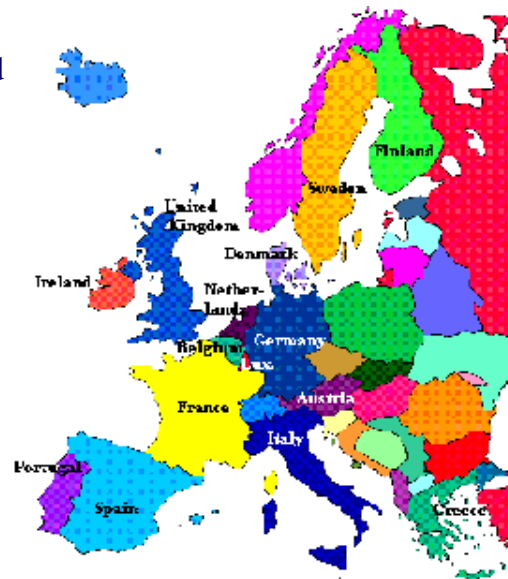 d
Finland
Sweden
United
Kingdom
Denmark
Ireland
Nether-
lands
Belgium
Germany
Lux.
Austria
France
Italy
Portugal
Spain
Greece